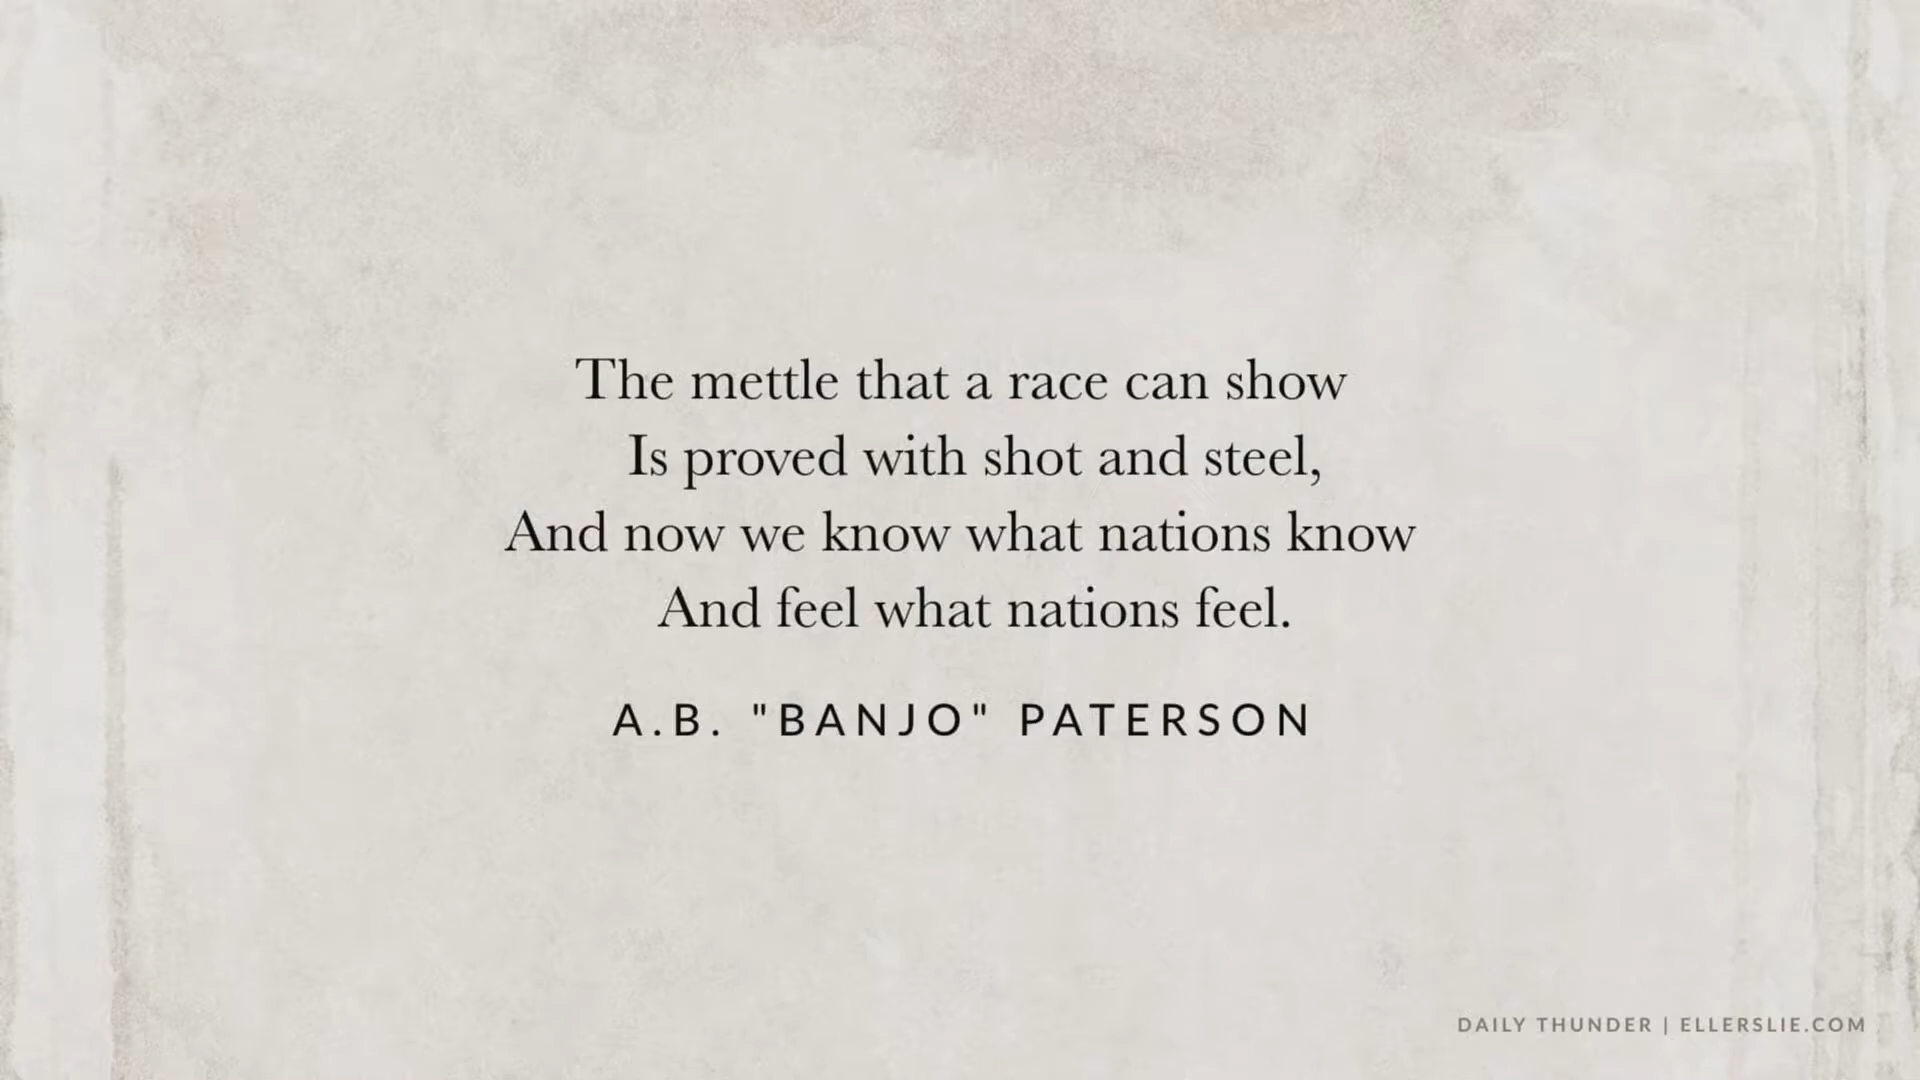 The mettle that a race can show
Is proved with shot and steel,
And now we know what nations know
And feel what nations feel.
A.B. "BANJO" PATERSON
DAILY THUNDER | ELLERSLIE.COM